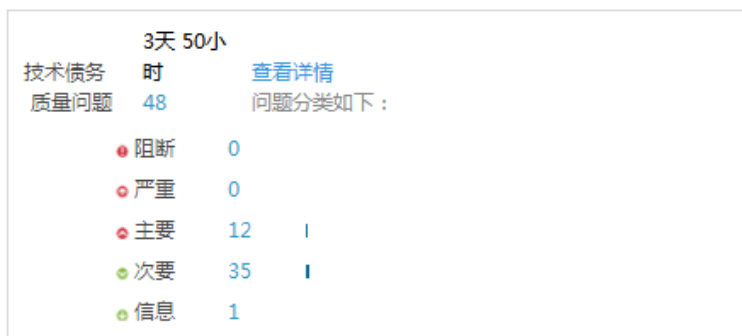 3天 50小
技术债务 时 查看详情
质量问题 48 问题分类如下：
阻断 0
严重 0
主要 12
次要 35
信息 1